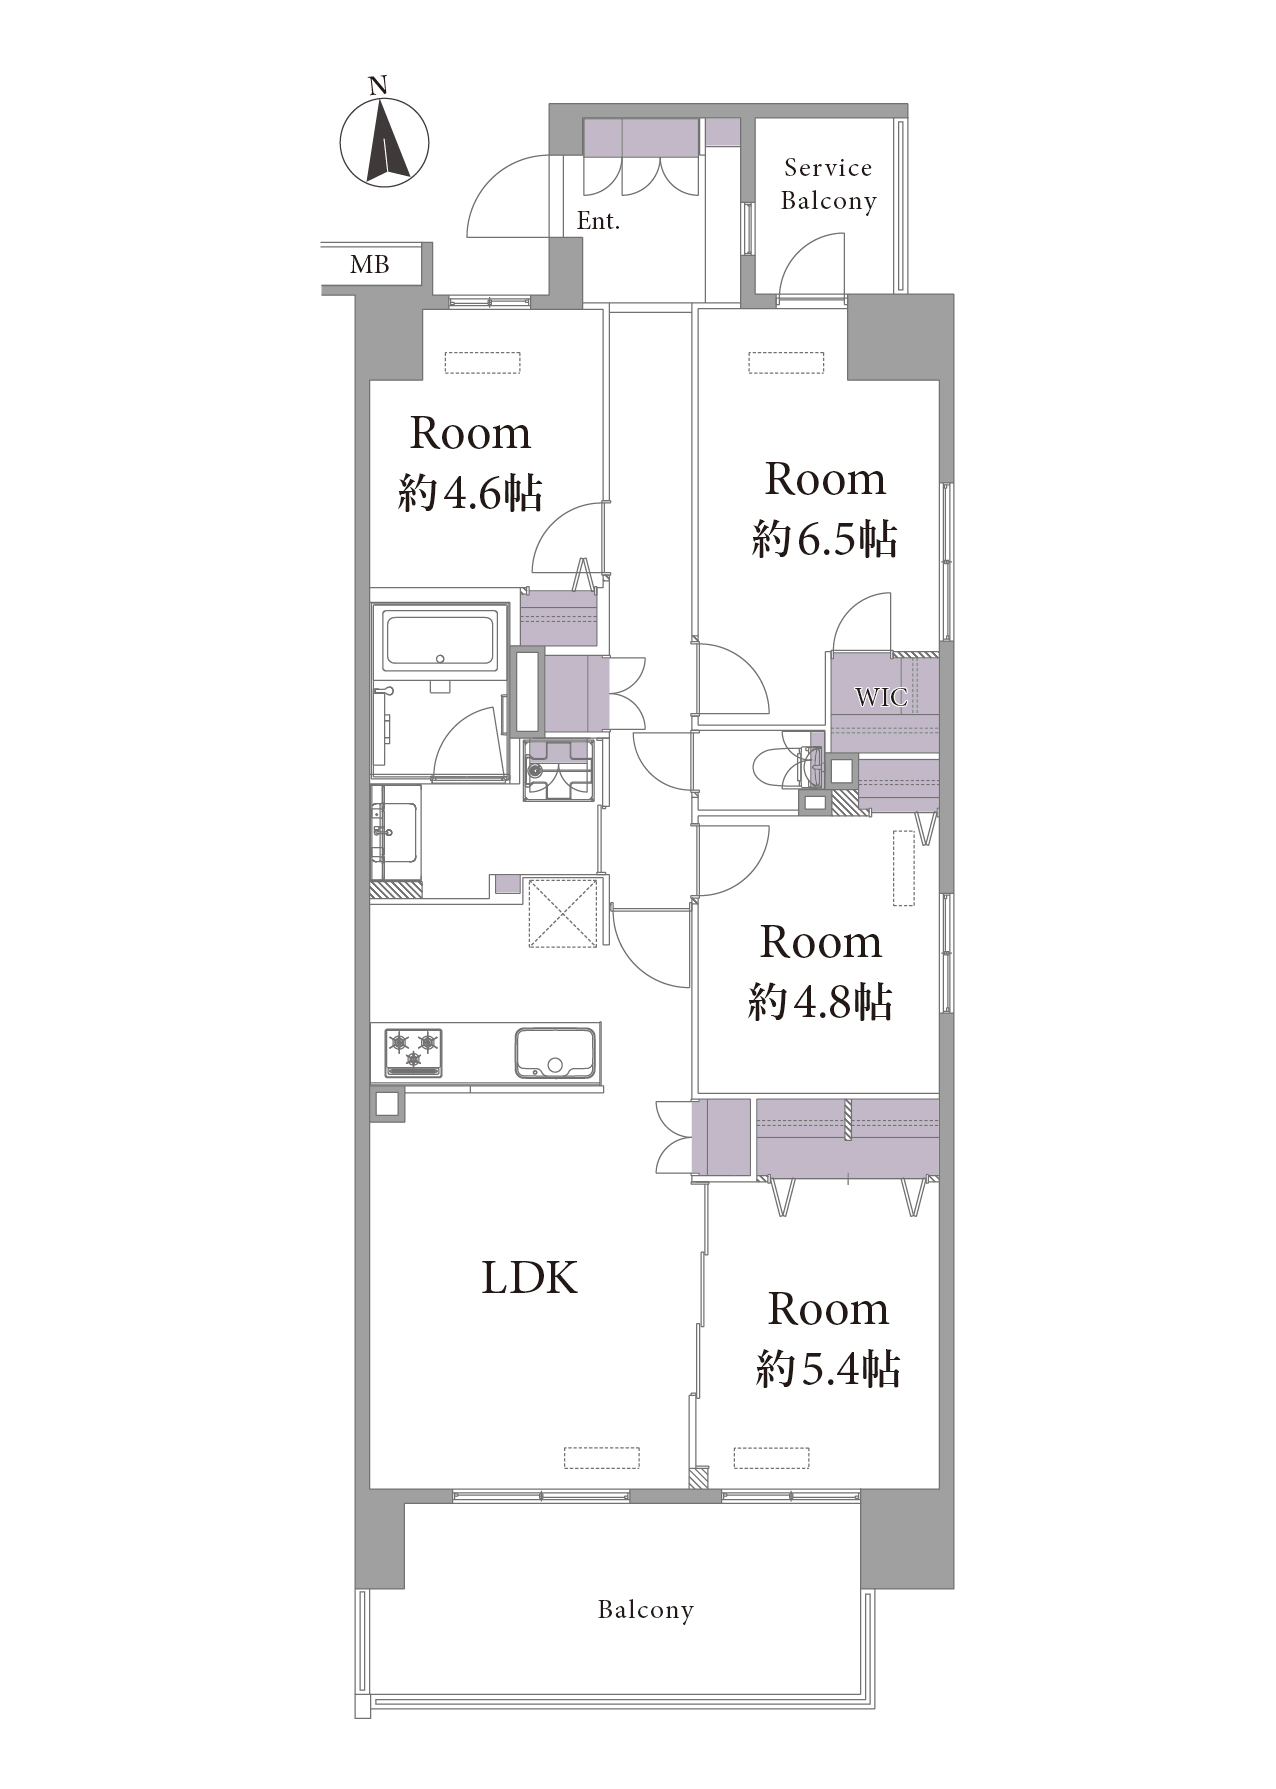 N
Service
Balcony
Ent.
MB
Room
約4.6帖
Room
約6.5帖
WIC
Room
約4.8帖
LDK
Room
約5.4帖
Balcony